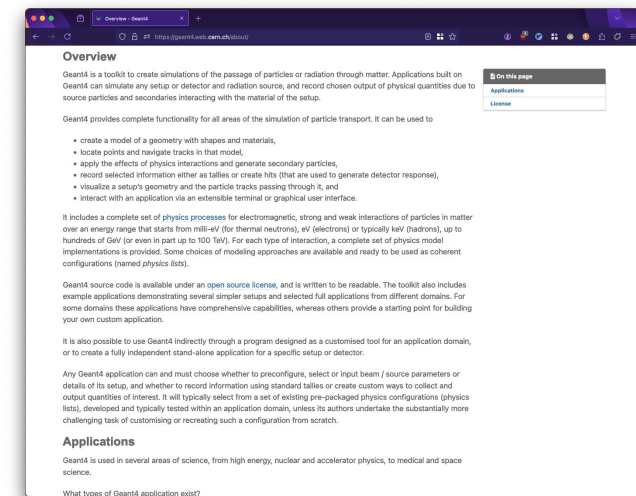 Overview - Geant4
https://geant4.web.cern.ch/about/
Overview
Geant4 is a toolkit to create simulations of the passage of particles or radiation through matter. Applications built on
Geant4 can simulate any setup or detector and radiation source, and record chosen output of physical quantities due to
source particles and secondaries interacting with the material of the setup.
Geant4 provides complete functionality for all areas of the simulation of particle transport. It can be used to
• create a model of a geometry with shapes and materials,
• locate points and navigate tracks in that model,
• apply the effects of physics interactions and generate secondary particles,
• record selected information either as tallies or create hits (that are used to generate detector response),
• visualize a setup's geometry and the particle tracks passing through it, and
• interact with an application via an extensible terminal or graphical user interface.
It includes a complete set of physics processes for electromagnetic, strong and weak interactions of particles in matter
over an energy range that starts from milli-eV (for thermal neutrons), eV (electrons) or typically keV (hadrons), up to
hundreds of GeV (or even in part up to 100 TeV). For each type of interaction, a complete set of physics model
implementations is provided. Some choices of modeling approaches are available and ready to be used as coherent
configurations (named physics lists).
Geant4 source code is available under an open source license, and is written to be readable. The toolkit also includes
example applications demonstrating several simpler setups and selected full applications from different domains. For
some domains these applications have comprehensive capabilities, whereas others provide a starting point for building
your own custom application.
It is also possible to use Geant4 indirectly through a program designed as a customised tool for an application domain,
or to create a fully independent stand-alone application for a specific setup or detector.
Any Geant4 application can and must choose whether to preconfigure, select or input beam / source parameters or
details of its setup, and whether to record information using standard tallies or create custom ways to collect and
output quantities of interest. It will typically select from a set of existing pre-packaged physics configurations (physics
lists), developed and typically tested within an application domain, unless its authors undertake the substantially more
challenging task of customising or recreating such a configuration from scratch.
Applications
Geant4 is used in several areas of science, from high energy, nuclear and accelerator physics, to medical and space
science.
What types of Geant4 application exist?
On this page
Applications
License